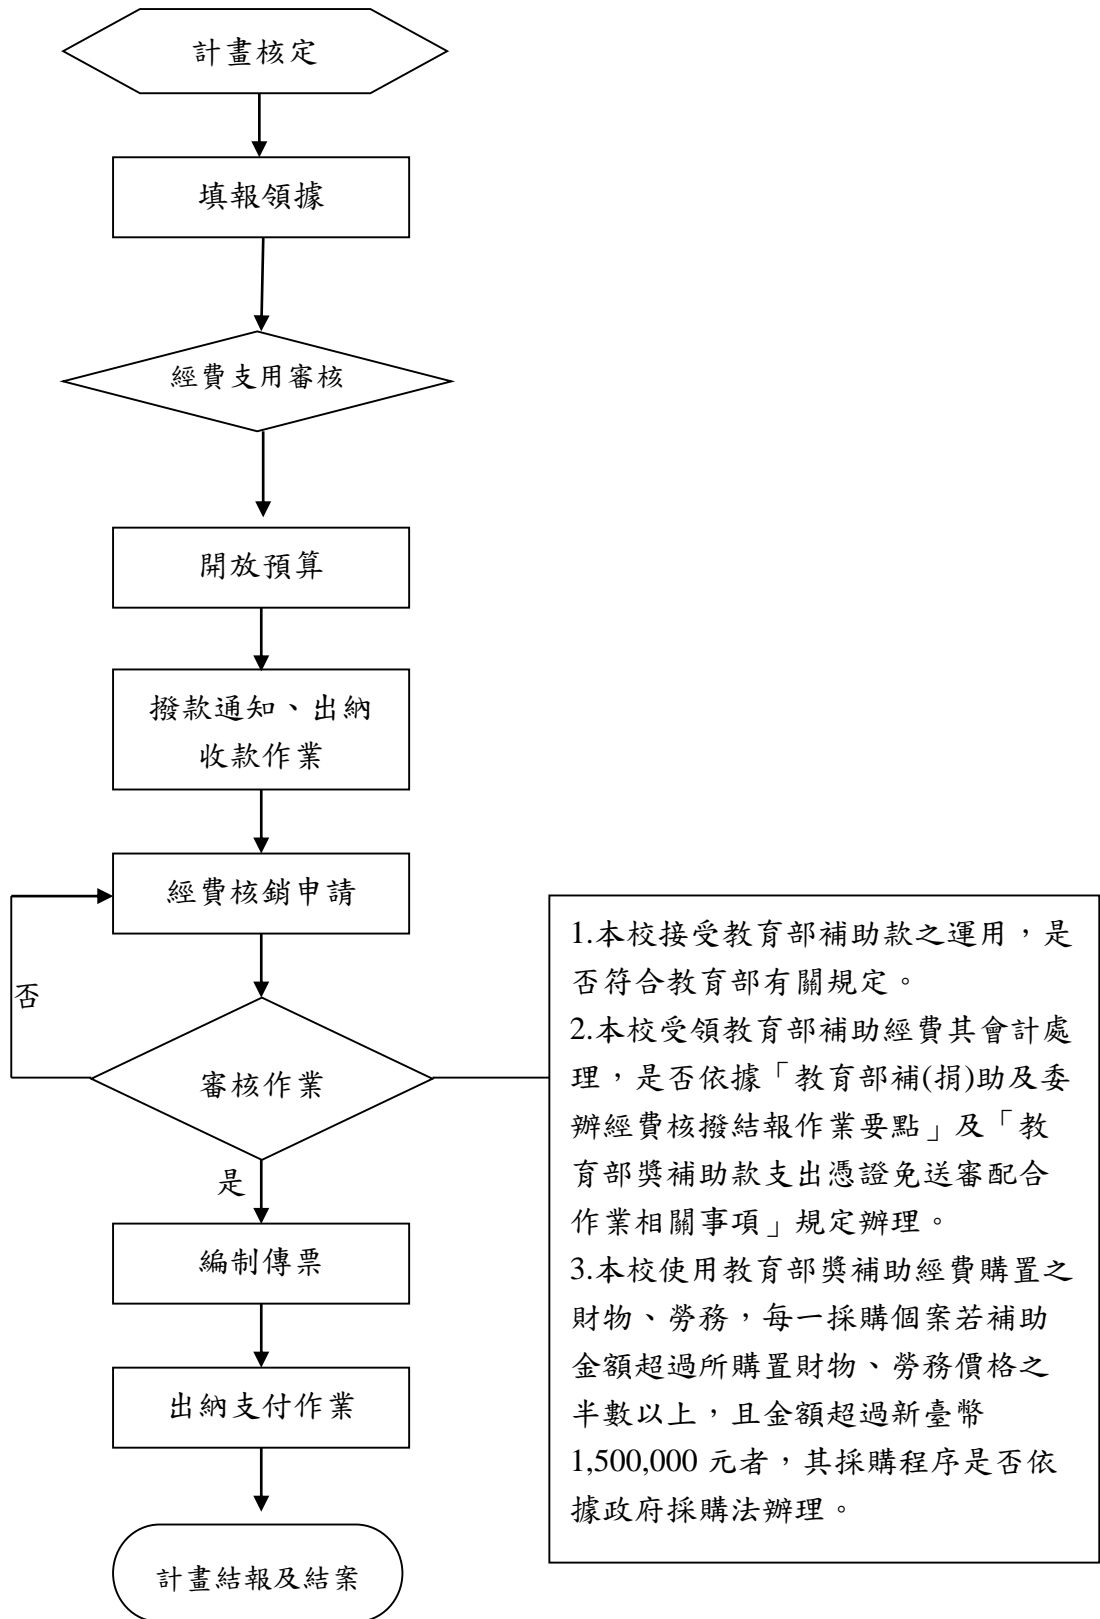 計畫核定
填報領據
經費支用審核
開放預算
撥款通知、出納
收款作業
經費核銷申請
否
審核作業
是
編制傳票
出納支付作業
計畫結報及結案
1.本校接受教育部補助款之運用，是
否符合教育部有關規定。
2.本校受領教育部補助經費其會計處
理，是否依據「教育部補(捐)助及委
辦經費核撥結報作業要點」及「教
育部獎補助款支出憑證免送審配合
作業相關事項」規定辦理。
3.本校使用教育部獎補助經費購置之
財物、勞務，每一採購個案若補助
金額超過所購置財物、勞務價格之
半數以上，且金額超過新臺幣
1,500,000 元者，其採購程序是否依
據政府採購法辦理。